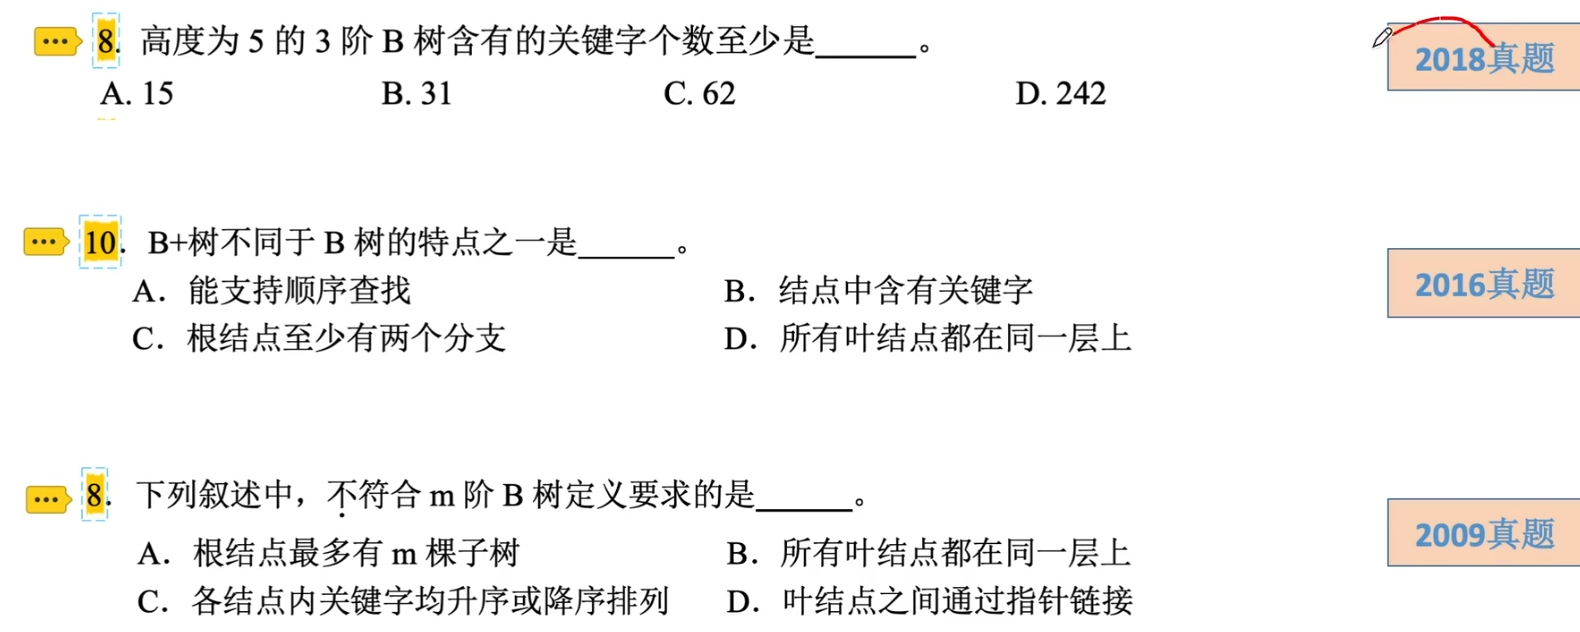 8. 高度为 5 的 3 阶 B 树含有的关键字个数至少是______。
2018真题
A. 15 B. 31 C. 62 D. 242
10. B+树不同于 B 树的特点之一是______。
A. 能支持顺序查找 B. 结点中含有关键字
2016真题
C. 根结点至少有两个分支 D. 所有叶结点都在同一层上
8. 下列叙述中，不符合 m 阶 B 树定义要求的是______。
2009真题
A. 根结点最多有 m 棵子树 B. 所有叶结点都在同一层上
C. 各结点内关键字均升序或降序排列 D. 叶结点之间通过指针链接